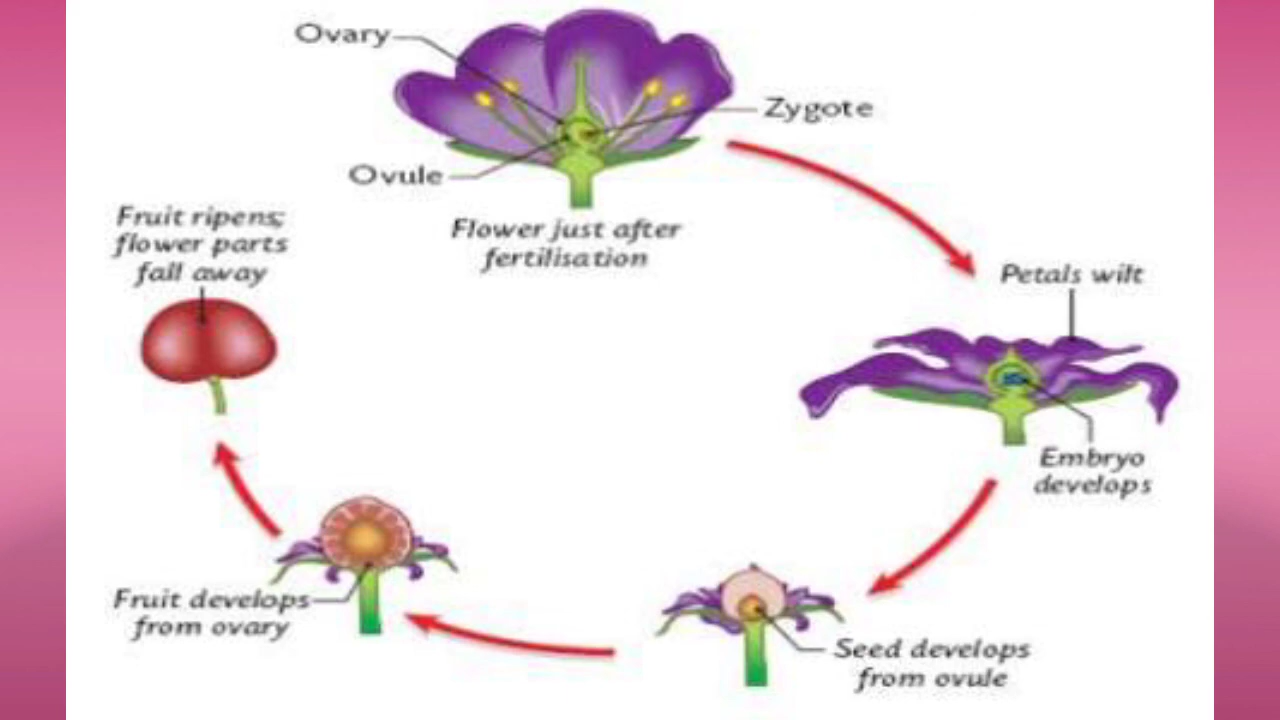 Ovary
Zygote
Ovule
Flower just after
fertilisation
Petals wilt
Embryo
develops
Seed develops
from ovule
Fruit develops
from ovary
Fruit ripens;
flower parts
fall away